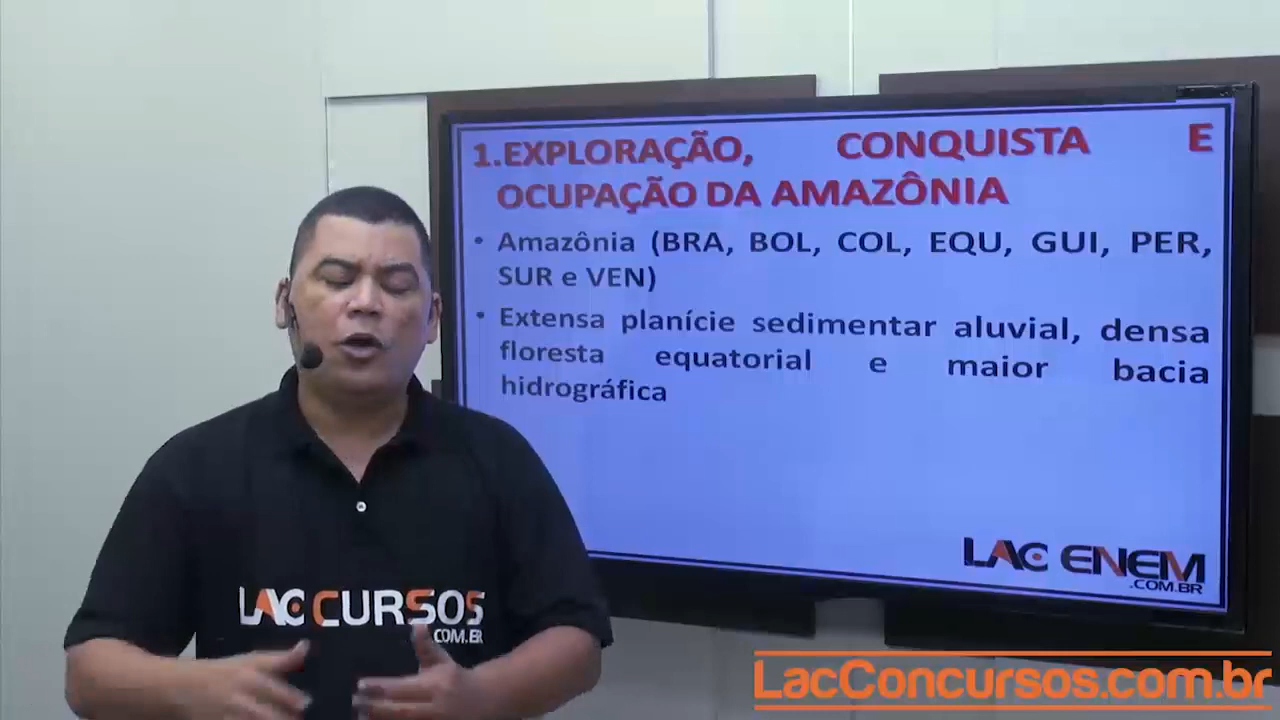 1.EXPLORAÇÃO, CONQUISTA E
OCUPAÇÃO DA AMAZÔNIA
• Amazônia (BRA, BOL, COL, EQU, GUI, PER,
SUR e VEN)
• Extensa planície sedimentar aluvial, densa
floresta equatorial e maior bacia
hidrográfica
LAC ENEM
.COM.BR
LAC CURSOS
.COM.BR
LacConcursos.com.br